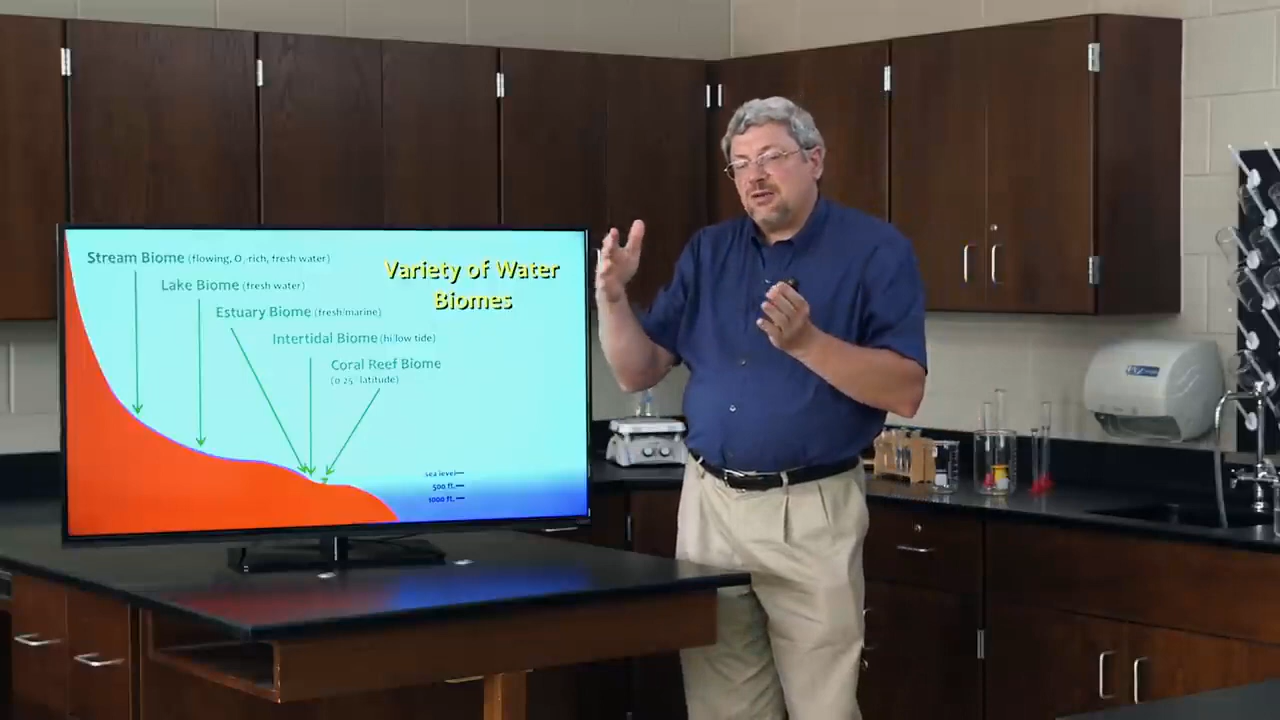 Variety of Water
Biomes
Stream Biome (flowing, O₂-rich, fresh water)
Lake Biome (fresh water)
Estuary Biome (fresh/marine)
Intertidal Biome (hi/low tide)
Coral Reef Biome
(0-25° latitude)
sea level—
500 ft. —
1000 ft. —